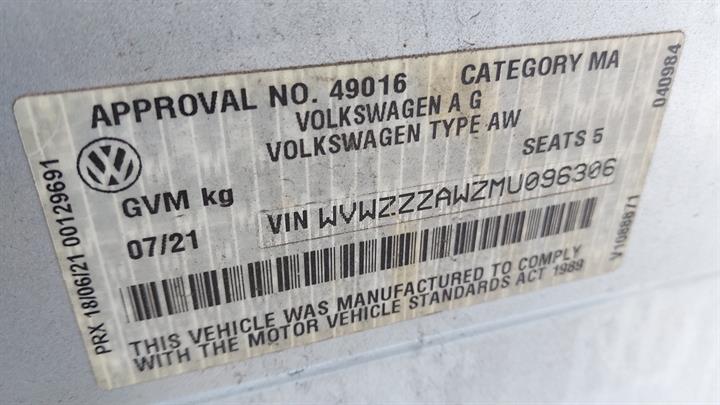 APPROVAL NO. 49016 CATEGORY MA
VOLKSWAGEN A G
VOLKSWAGEN TYPE AW
SEATS 5
GVM kg
VIN WVWZZZAWZMU096306
07/21
THIS VEHICLE WAS MANUFACTURED TO COMPLY
WITH THE MOTOR VEHICLE STANDARDS ACT 1989
PRX 18/06/21 00129691
040984
V1088871